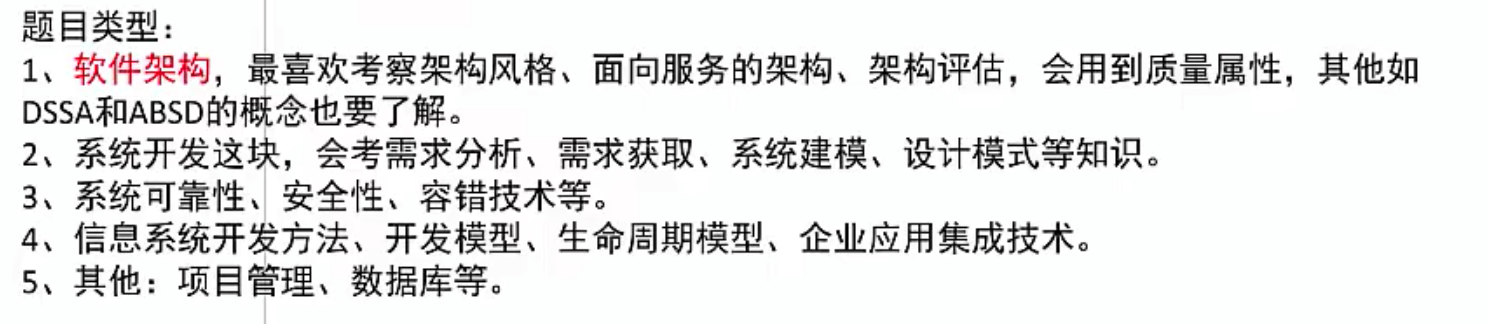 题目类型：
1、软件架构，最喜欢考察架构风格、面向服务的架构、架构评估，会用到质量属性，其他如
DSSA和ABSD的概念也要了解。
2、系统开发这块，会考需求分析、需求获取、系统建模、设计模式等知识。
3、系统可靠性、安全性、容错技术等。
4、信息系统开发方法、开发模型、生命周期模型、企业应用集成技术。
5、其他：项目管理、数据库等。